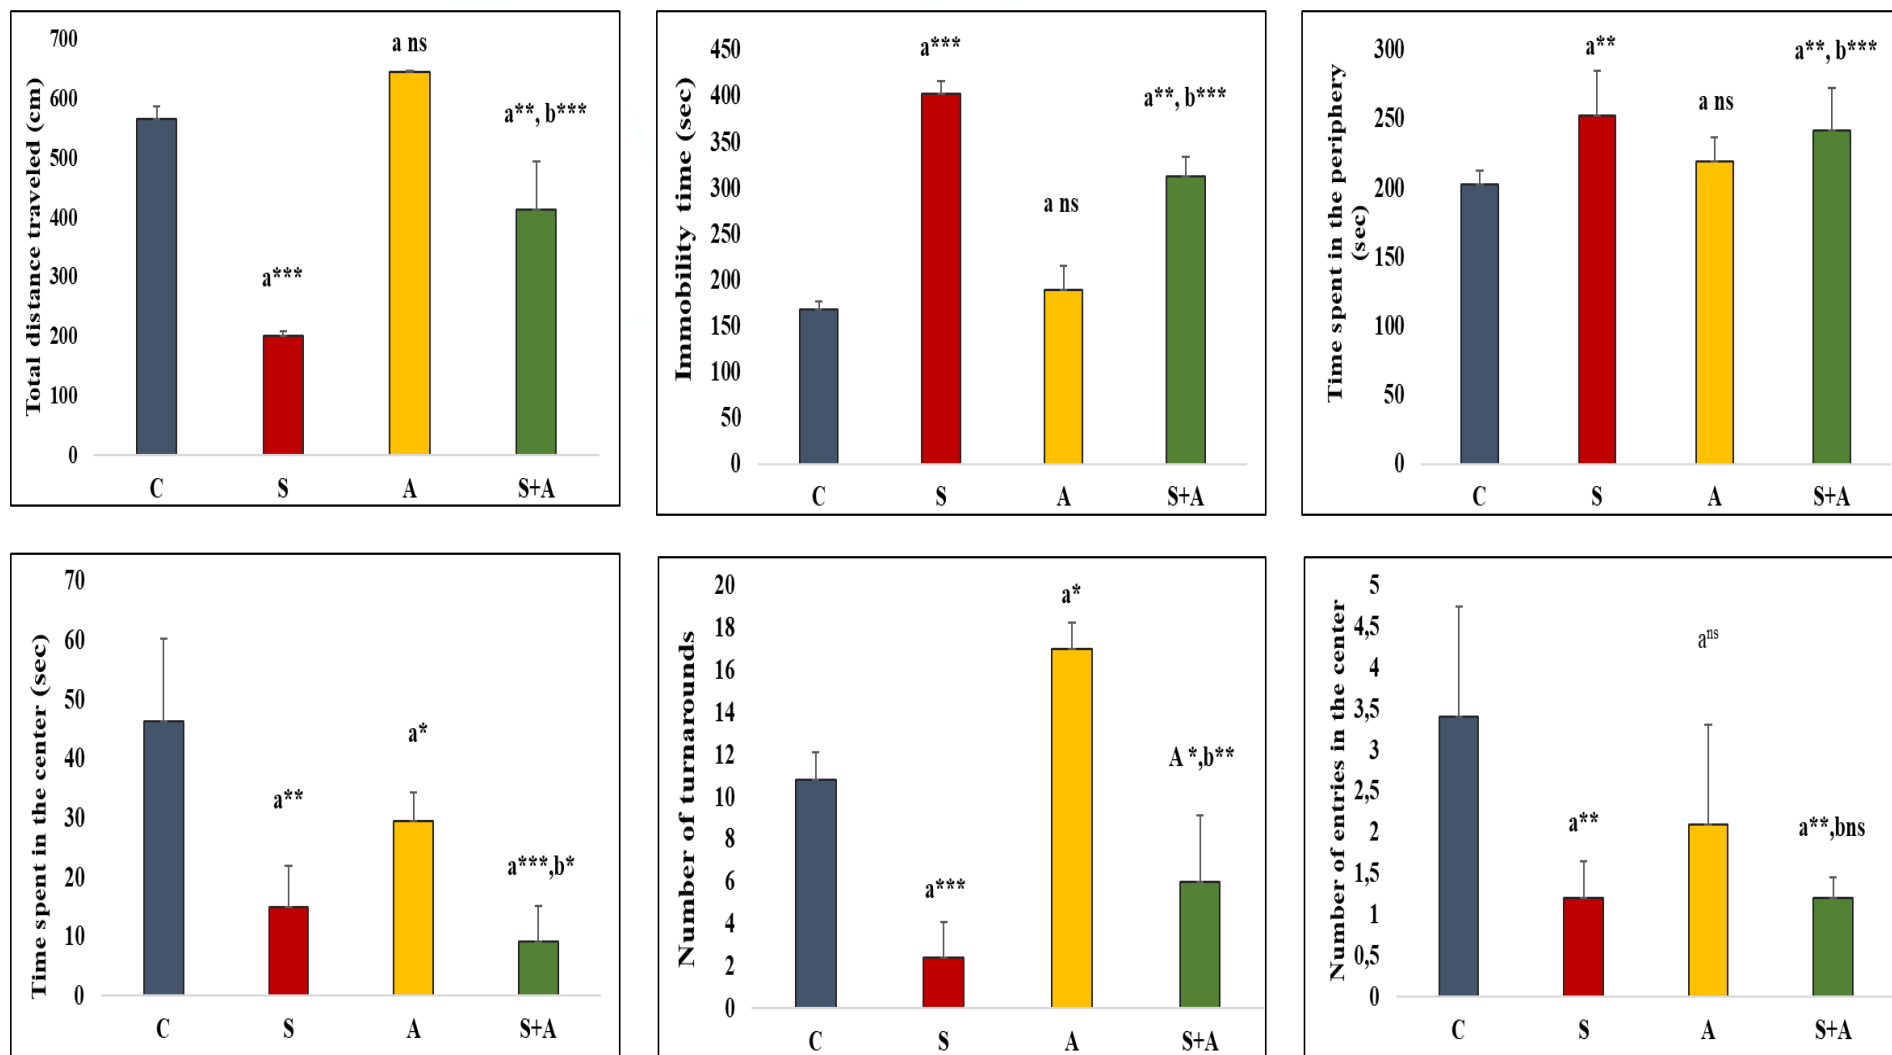 Total distance traveled (cm)
700
600
500
400
300
200
100
0
a***
a ns
a**, b***
C
S
A
S+A
Immobility time (sec)
450
400
350
300
250
200
150
100
50
0
a***
a ns
a**, b***
C
S
A
S+A
Time spent in the periphery
(sec)
300
250
200
150
100
50
0
a**
a ns
a**, b***
C
S
A
S+A
Time spent in the center (sec)
70
60
50
40
30
20
10
0
a**
a*
a***,b*
C
S
A
S+A
Number of turnarounds
20
18
16
14
12
10
8
6
4
2
0
a***
a*
A *,b**
C
S
A
S+A
Number of entries in the center
5
4,5
4
3,5
3
2,5
2
1,5
1
0,5
0
a**
a ns
a**,bns
C
S
A
S+A